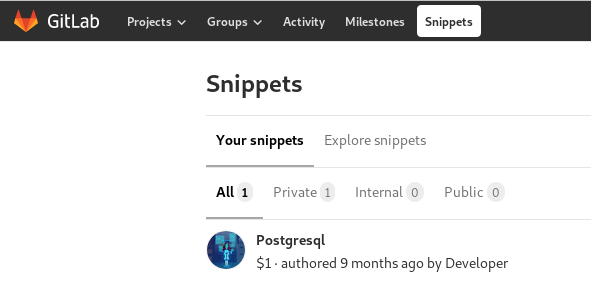 GitLab Projects Groups Activity Milestones Snippets
Snippets
Your snippets Explore snippets
All 1 Private 1 Internal 0 Public 0
Postgresql
$1 · authored 9 months ago by Developer